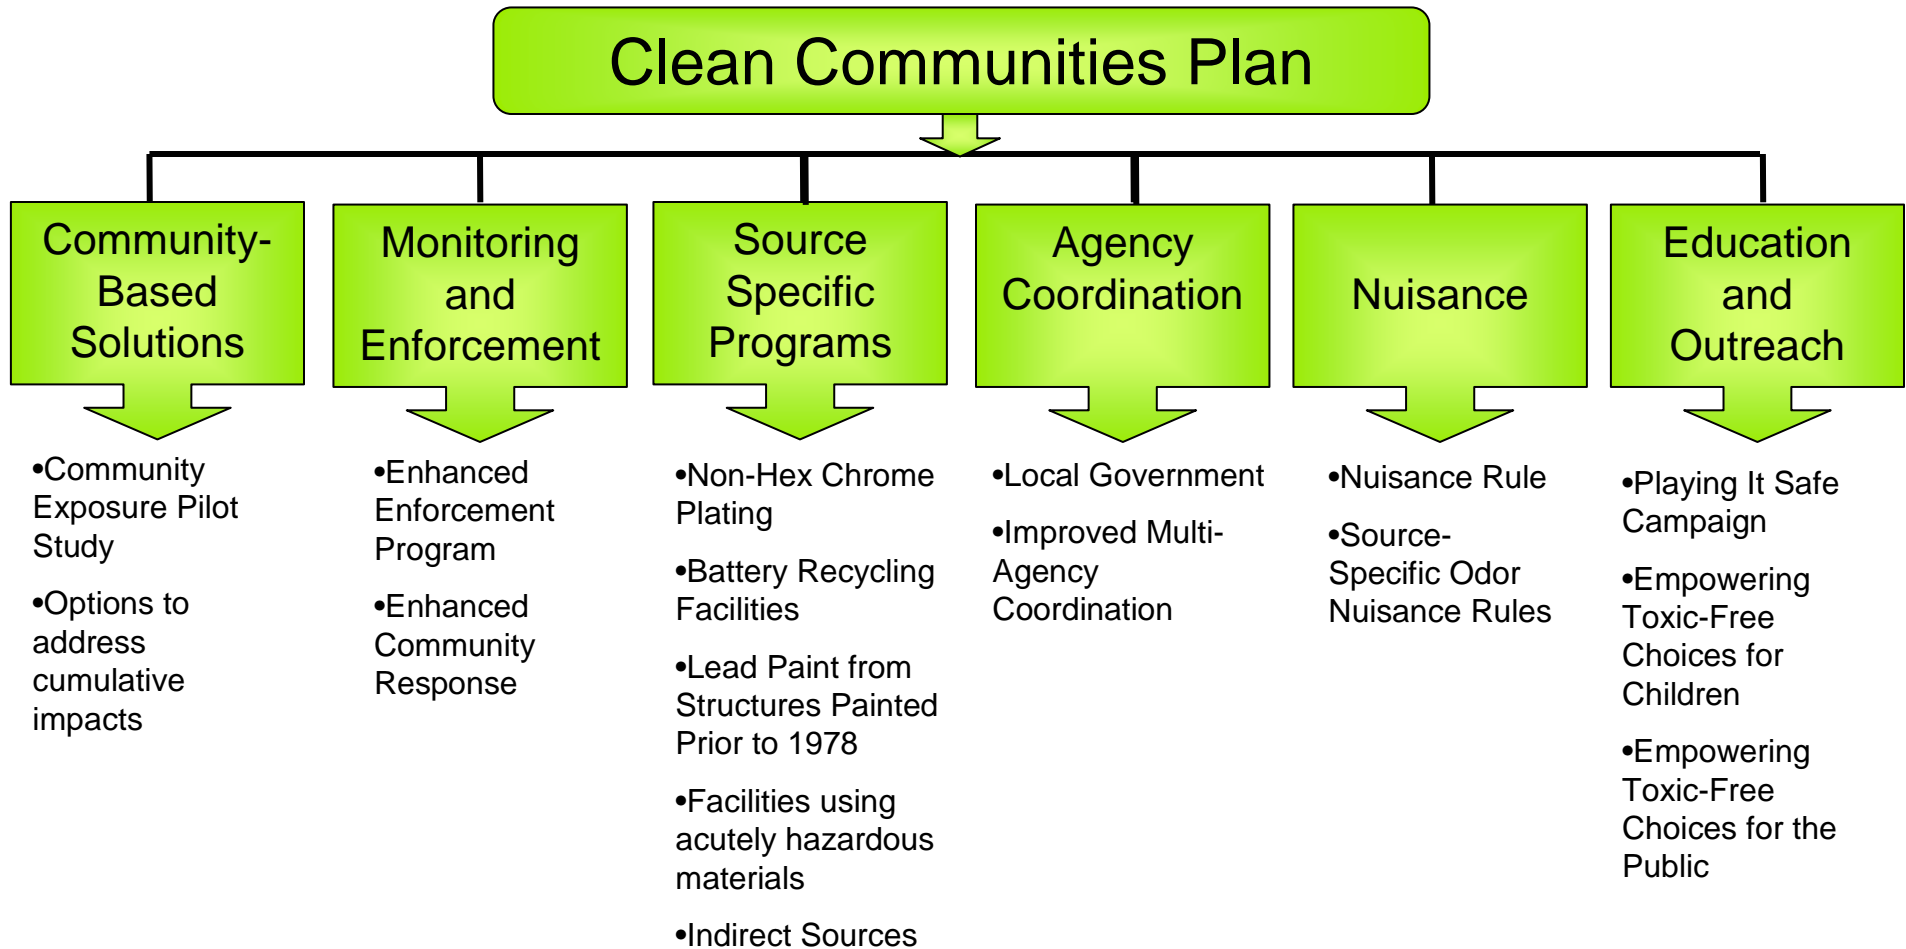 Clean Communities Plan
Community-
Based
Solutions
Monitoring
and
Enforcement
Source
Specific
Programs
Agency
Coordination
Nuisance
Education
and
Outreach
•Community
Exposure Pilot
Study
•Options to
address
cumulative
impacts
•Enhanced
Enforcement
Program
•Enhanced
Community
Response
•Non-Hex Chrome
Plating
•Battery Recycling
Facilities
•Lead Paint from
Structures Painted
Prior to 1978
•Facilities using
acutely hazardous
materials
•Indirect Sources
•Local Government
•Improved Multi-
Agency
Coordination
•Nuisance Rule
•Source-
Specific Odor
Nuisance Rules
•Playing It Safe
Campaign
•Empowering
Toxic-Free
Choices for
Children
•Empowering
Toxic-Free
Choices for the
Public